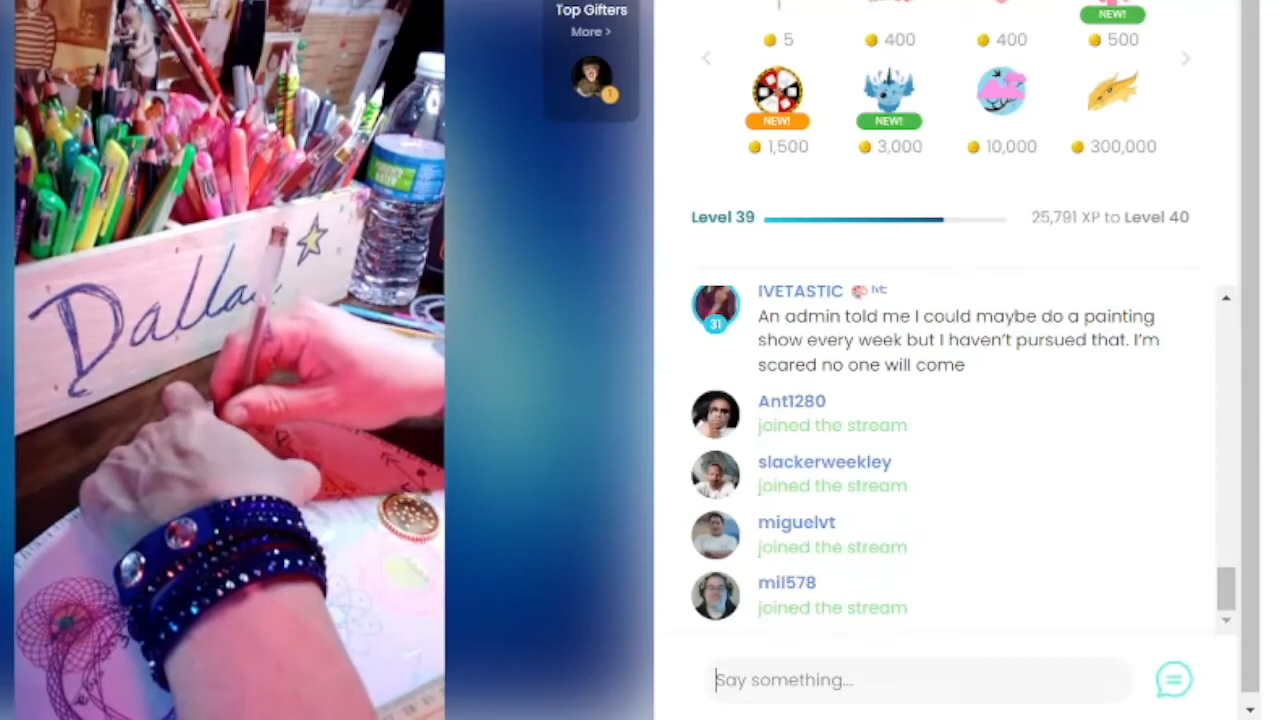 Top Gifters
More >
1
5
400
400
NEW!
500
NEW!
1,500
NEW!
3,000
10,000
300,000
Level 39
25,791 XP to Level 40
Dalla
IVETASTIC
31
An admin told me I could maybe do a painting
show every week but I haven't pursued that. I'm
scared no one will come
Ant1280
joined the stream
slackerweekley
joined the stream
miguelvt
joined the stream
mil578
joined the stream
Say something...